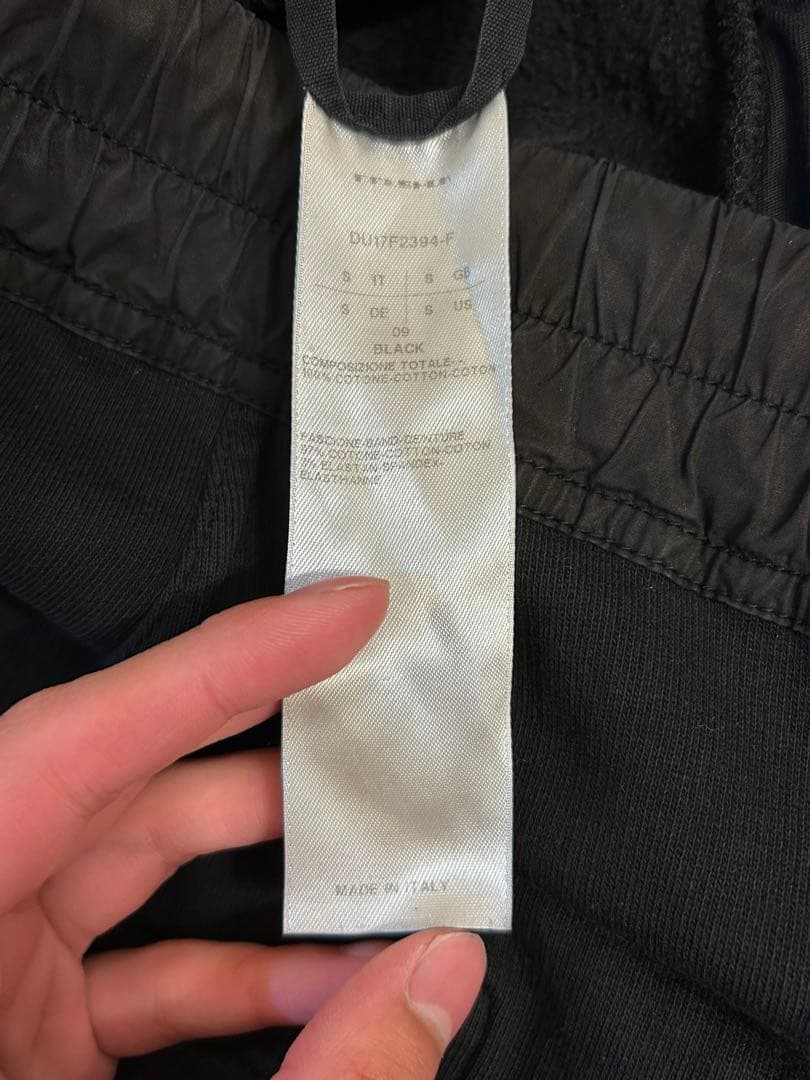 DU17F2394-F
S IT S GB
S DE S US
09
BLACK
COMPOSIZIONE TOTALE-
100% COTONE-COTTON-COTON
FASCIONE-BAND-CEINTURE
97% COTONE-COTTON-COTON
3% ELASTAN-SPANDEX-
ELASTHANNE
MADE IN ITALY